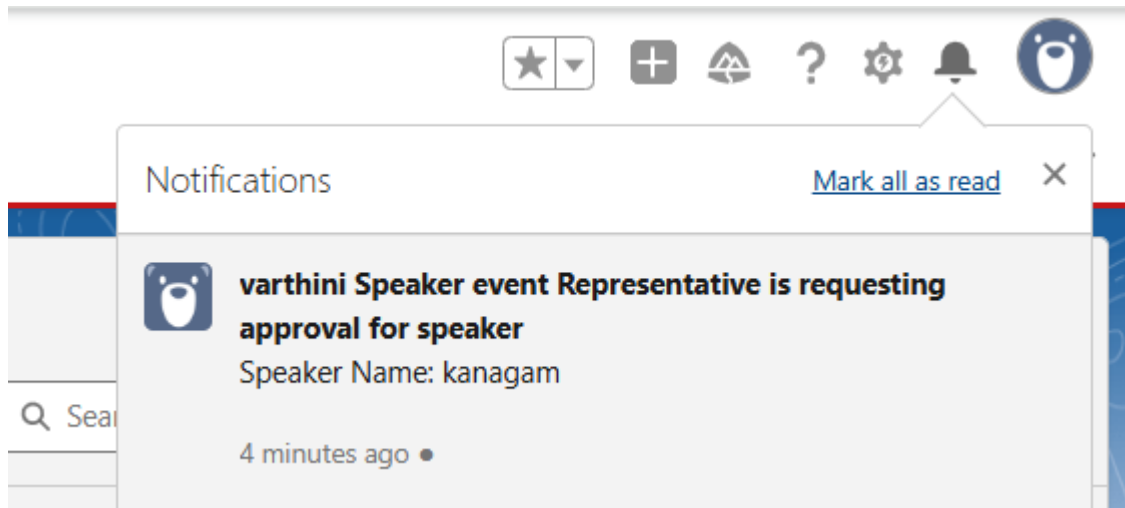 Notifications
Mark all as read
varthini Speaker event Representative is requesting
approval for speaker
Speaker Name: kanagam
Sea
4 minutes ago